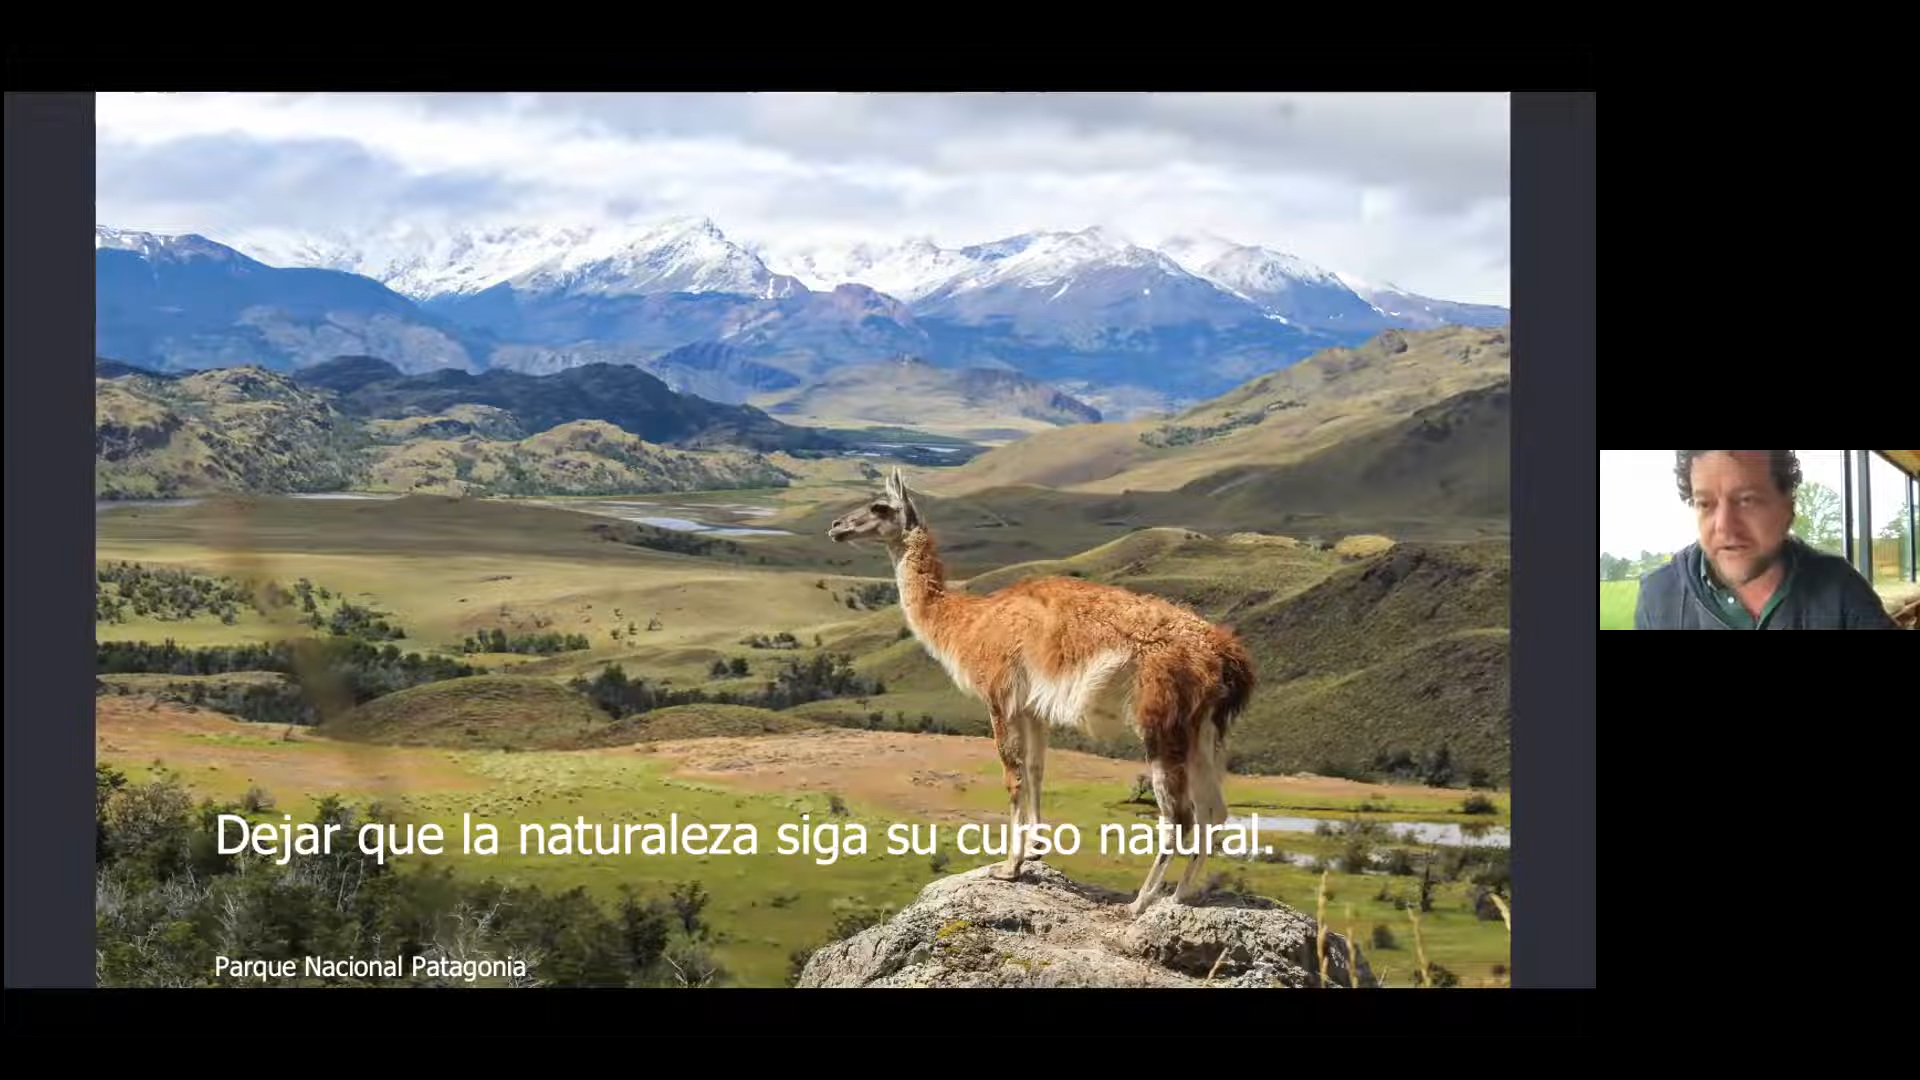 Dejar que la naturaleza siga su curso natural.
Parque Nacional Patagonia